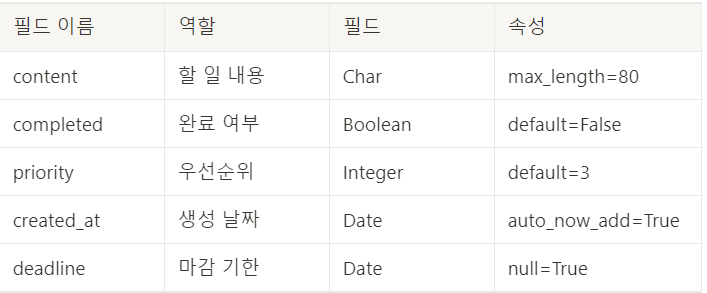 필드 이름 역할 필드 속성
content 할 일 내용 Char max_length=80
completed 완료 여부 Boolean default=False
priority 우선순위 Integer default=3
created_at 생성 날짜 Date auto_now_add=True
deadline 마감 기한 Date null=True